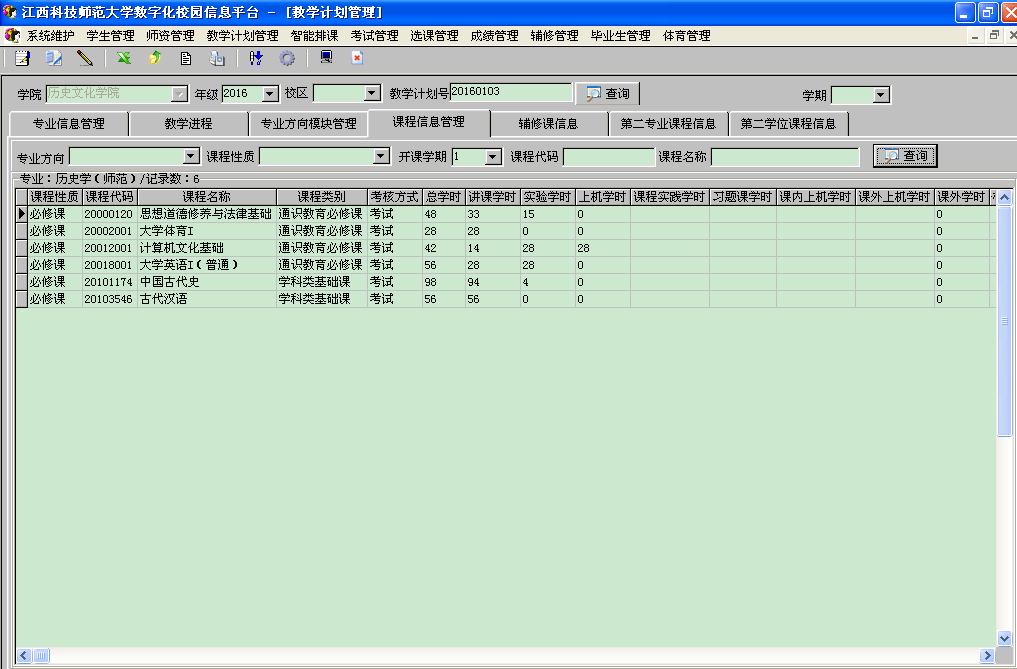 江西科技师范大学数字化校园信息平台 - [教学计划管理]
系统维护 学生管理 师资管理 教学计划管理 智能排课 考试管理 选课管理 成绩管理 辅修管理 毕业生管理 体育管理
学院 历史文化学院 年级 2016 校区 教学计划号 20160103 查询 学期
专业信息管理 教学进程 专业方向模块管理 课程信息管理 辅修课信息 第二专业课程信息 第二学位课程信息
专业方向 课程性质 开课学期 1 课程代码 课程名称 查询
专业：历史学（师范）/记录数：6
课程性质 课程代码 课程名称 课程类别 考核方式 总学时 讲课学时 实验学时 上机学时 课程实践学时 习题课学时 课内上机学时 课外上机学时 课外学时
必修课 20000120 思想道德修养与法律基础 通识教育必修课 考试 48 33 15 0 0
必修课 20002001 大学体育I 通识教育必修课 考试 28 28 0 0 0
必修课 20012001 计算机文化基础 通识教育必修课 考试 42 14 28 28 0
必修课 20018001 大学英语I（普通） 通识教育必修课 考试 56 28 28 0 0
必修课 20101174 中国古代史 学科类基础课 考试 98 94 4 0 0
必修课 20103546 古代汉语 学科类基础课 考试 56 56 0 0 0